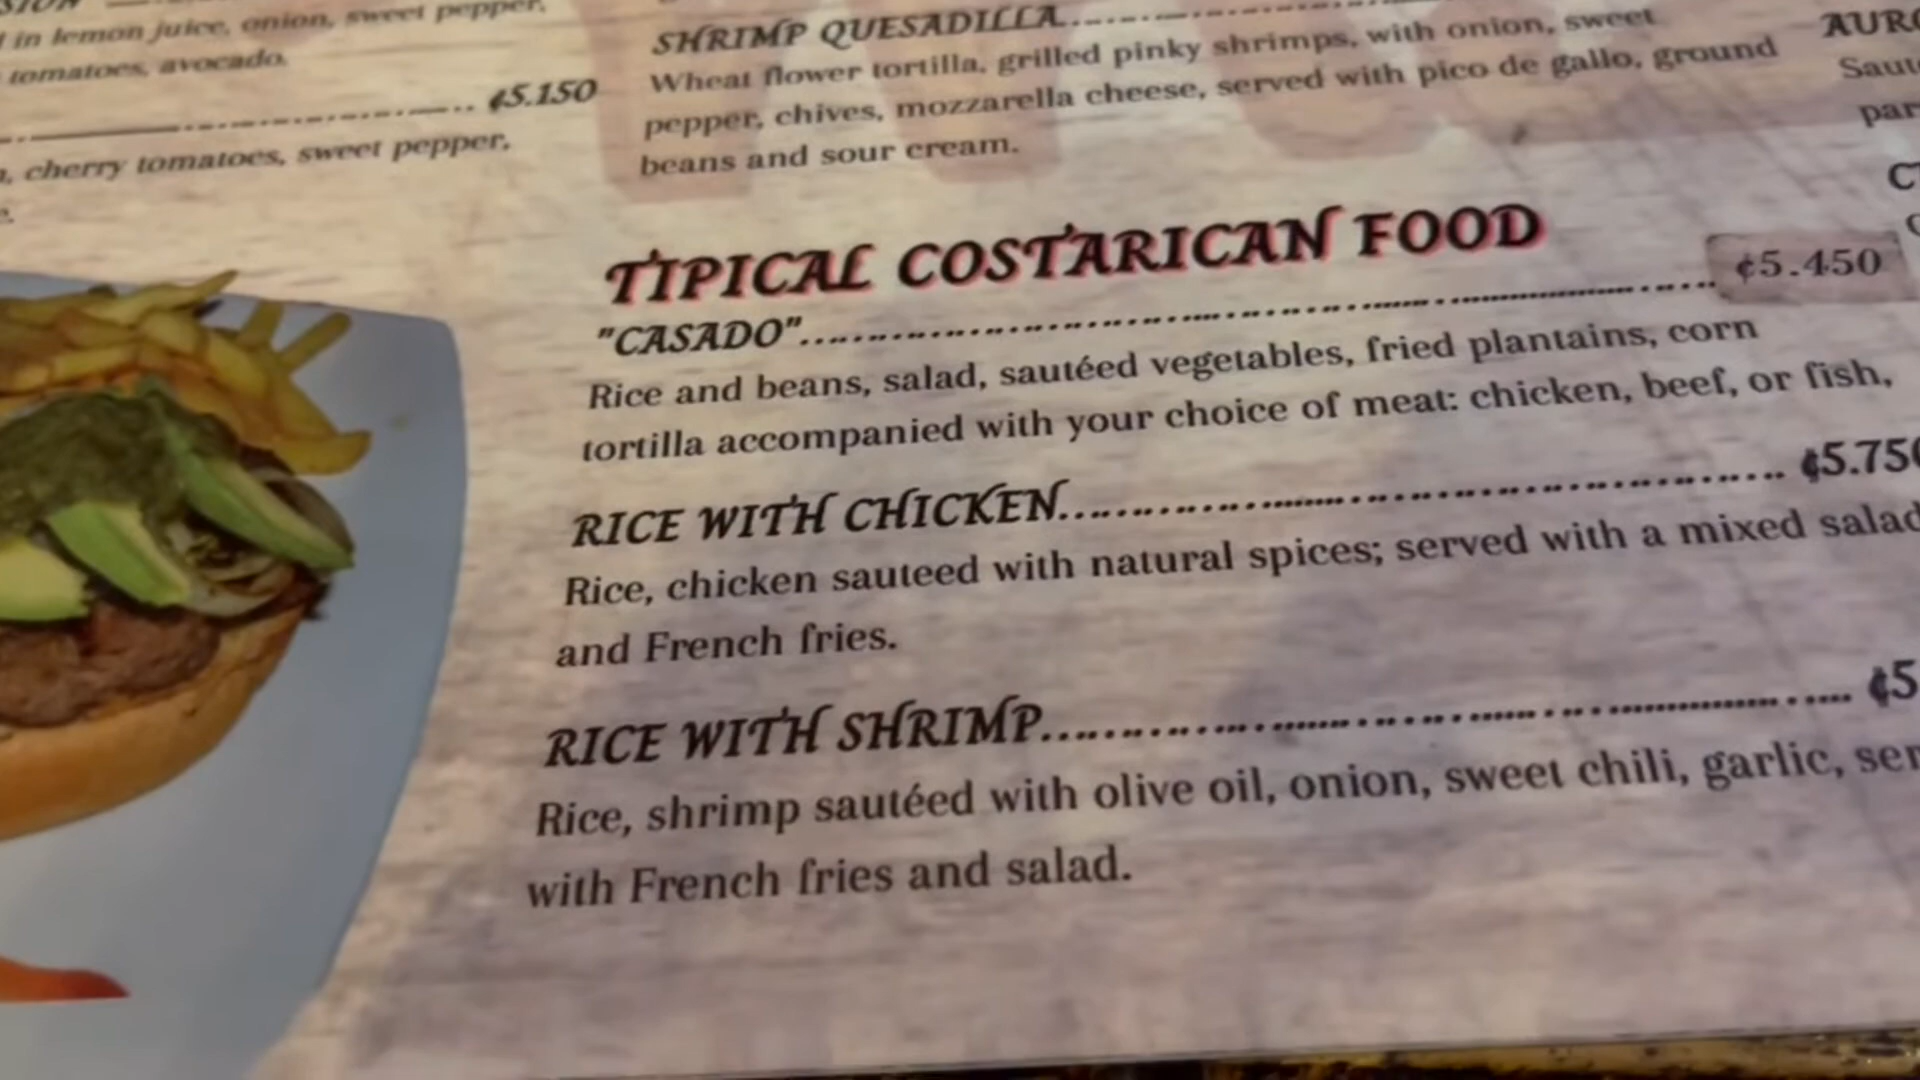 in lemon juice, onion, sweet pepper,
tomatoes, avocado.
¢5.150
cherry tomatoes, sweet pepper,
SHRIMP QUESADILLA
Wheat flower tortilla, grilled pinky shrimps, with onion, sweet
pepper, chives, mozzarella cheese, served with pico de gallo, ground
beans and sour cream.
TIPICAL COSTARICAN FOOD
"CASADO" ¢5.450
Rice and beans, salad, sautéed vegetables, fried plantains, corn
tortilla accompanied with your choice of meat: chicken, beef, or fish,
RICE WITH CHICKEN ¢5.750
Rice, chicken sauteed with natural spices; served with a mixed salad
and French fries.
RICE WITH SHRIMP ¢5
Rice, shrimp sautéed with olive oil, onion, sweet chili, garlic, ser
with French fries and salad.